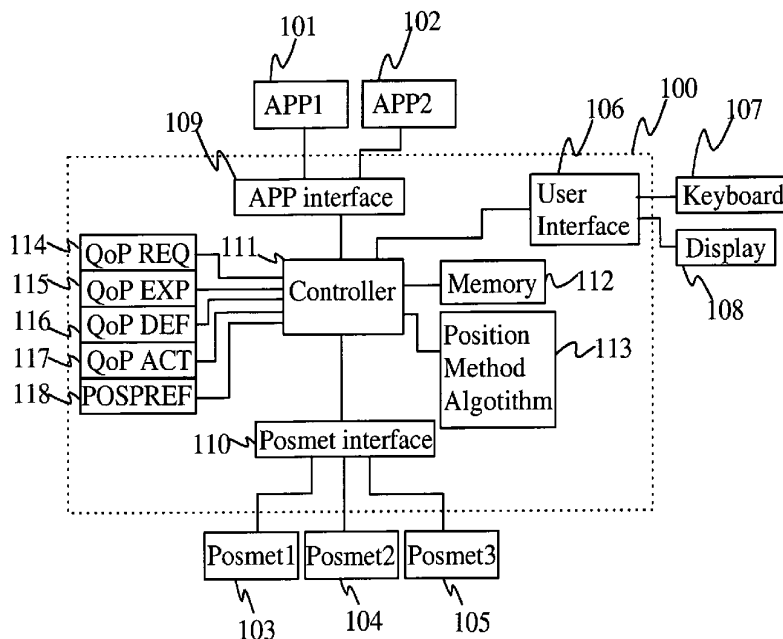 101
102
APP1
APP2
109
106
100
107
APP interface
User
Interface
Keyboard
Display
108
114
QoP REQ
115
QoP EXP
116
QoP DEF
117
QoP ACT
118
POSPREF
111
Controller
Memory
112
Position
Method
Algotithm
113
110
Posmet interface
Posmet1
Posmet2
Posmet3
103
104
105